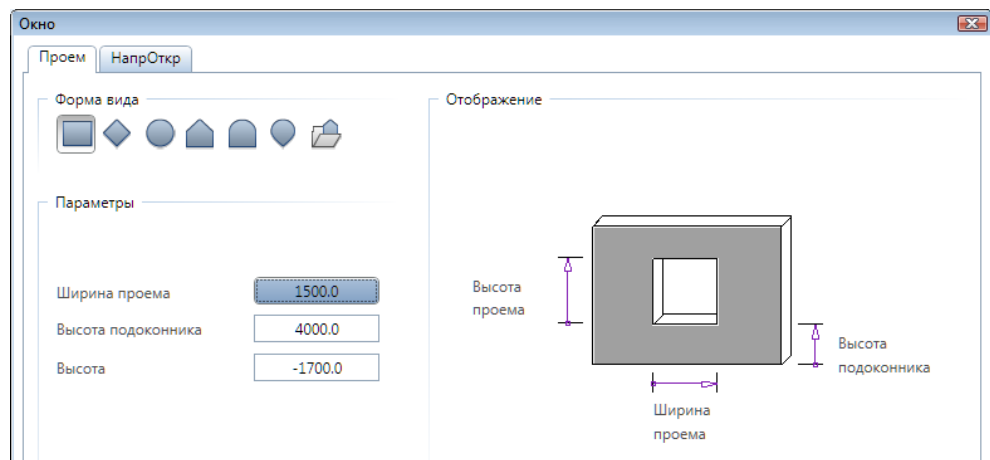 Окно
Проем НапрОткр
Форма вида
Отображение
Параметры
Ширина проема 1500.0
Высота подоконника 4000.0
Высота -1700.0
Высота
проема
Высота
подоконника
Ширина
проема